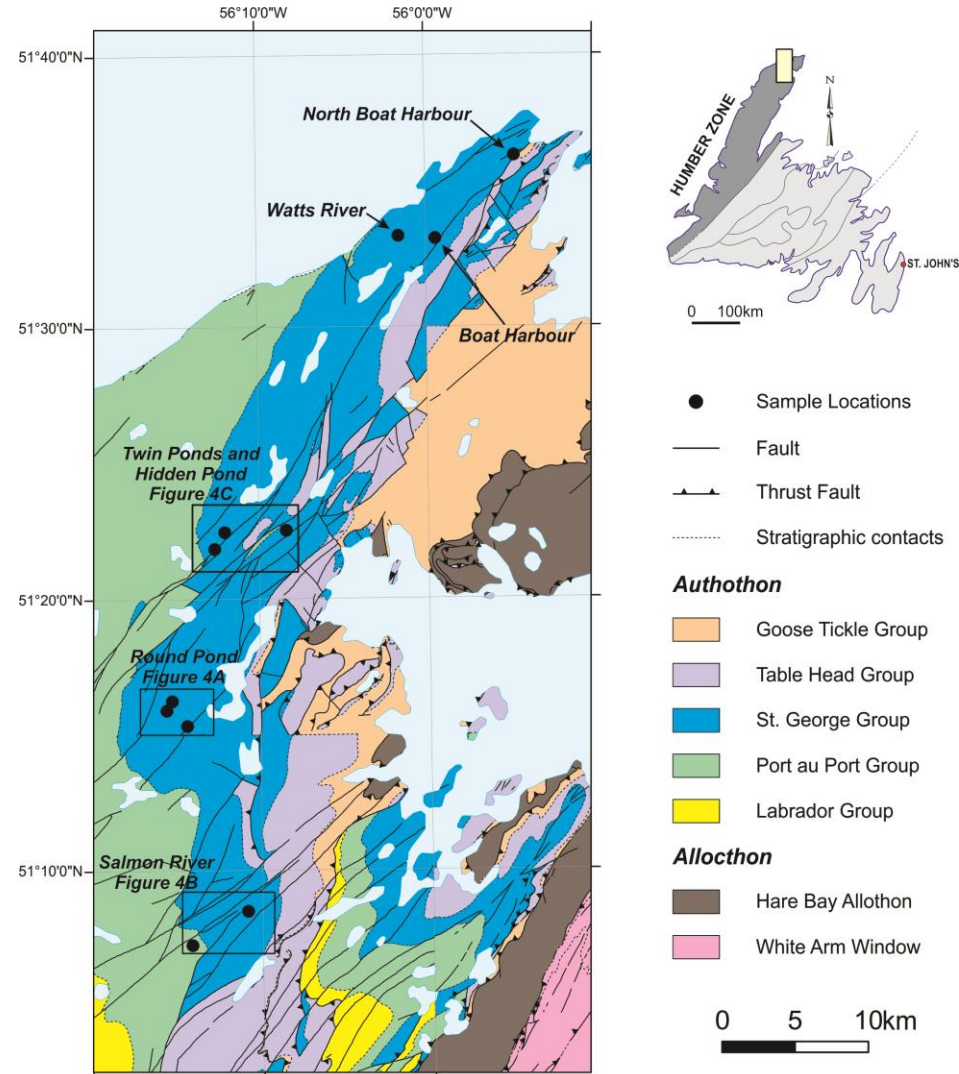 56°10'0"W
56°0'0"W
51°40'0"N
51°30'0"N
51°20'0"N
51°10'0"N
North Boat Harbour
Watts River
Boat Harbour
Twin Ponds and
Hidden Pond
Figure 4C
Round Pond
Figure 4A
Salmon River
Figure 4B
HUMBER ZONE
N
S
ST. JOHN'S
0 100km
Sample Locations
Fault
Thrust Fault
Stratigraphic contacts
Authothon
Goose Tickle Group
Table Head Group
St. George Group
Port au Port Group
Labrador Group
Allocthon
Hare Bay Allothon
White Arm Window
0 5 10km